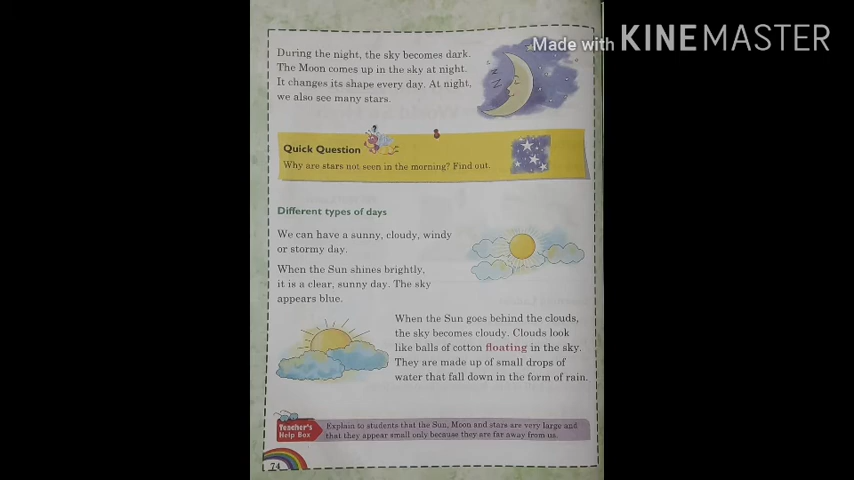 Made with KINEMASTER
During the night, the sky becomes dark.
The Moon comes up in the sky at night.
It changes its shape every day. At night,
we also see many stars.
Z
Z
Quick Question
Why are stars not seen in the morning? Find out.
Different types of days
We can have a sunny, cloudy, windy
or stormy day.
When the Sun shines brightly,
it is a clear, sunny day. The sky
appears blue.
When the Sun goes behind the clouds,
the sky becomes cloudy. Clouds look
like balls of cotton floating in the sky.
They are made up of small drops of
water that fall down in the form of rain.
Teacher's
Help Box
Explain to students that the Sun, Moon and stars are very large and
that they appear small only because they are far away from us.
74